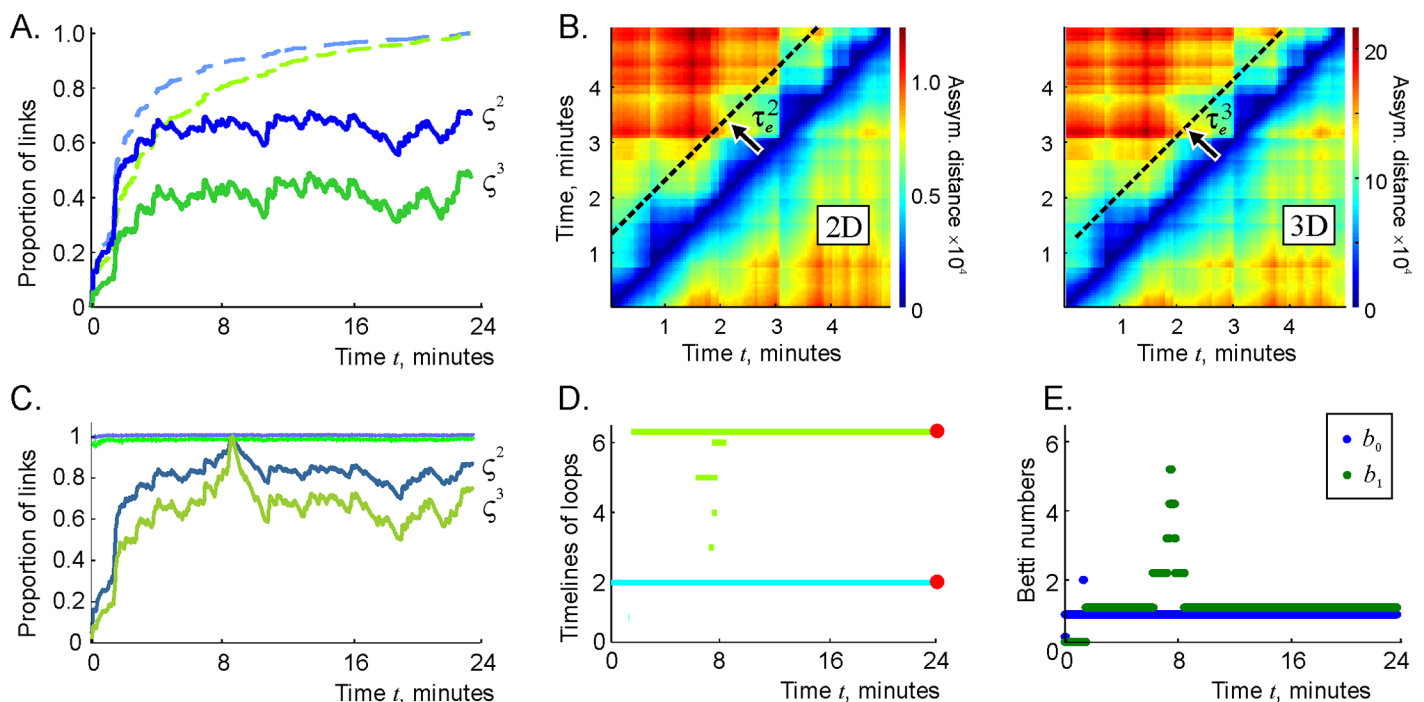 A.
Proportion of links
1.0
0.8
0.6
0.4
0.2
0
ζ²
ζ³
0 8 16 24
Time t, minutes
B.
Time, minutes
4
3
2
1
τₑ²
2D
1 2 3 4
Time t, minutes
1.0
0.5
0
Assym. distance ×10⁴
4
3
2
1
τₑ³
3D
1 2 3 4
Time t, minutes
20
10
0
Assym. distance ×10⁴
C.
Proportion of links
1
0.8
0.6
0.4
0.2
0
ζ²
ζ³
0 8 16 24
Time t, minutes
D.
Timelines of loops
6
4
2
0
0 8 16 24
Time t, minutes
E.
Betti numbers
6
4
2
0
b₀
b₁
0 8 16 24
Time t, minutes